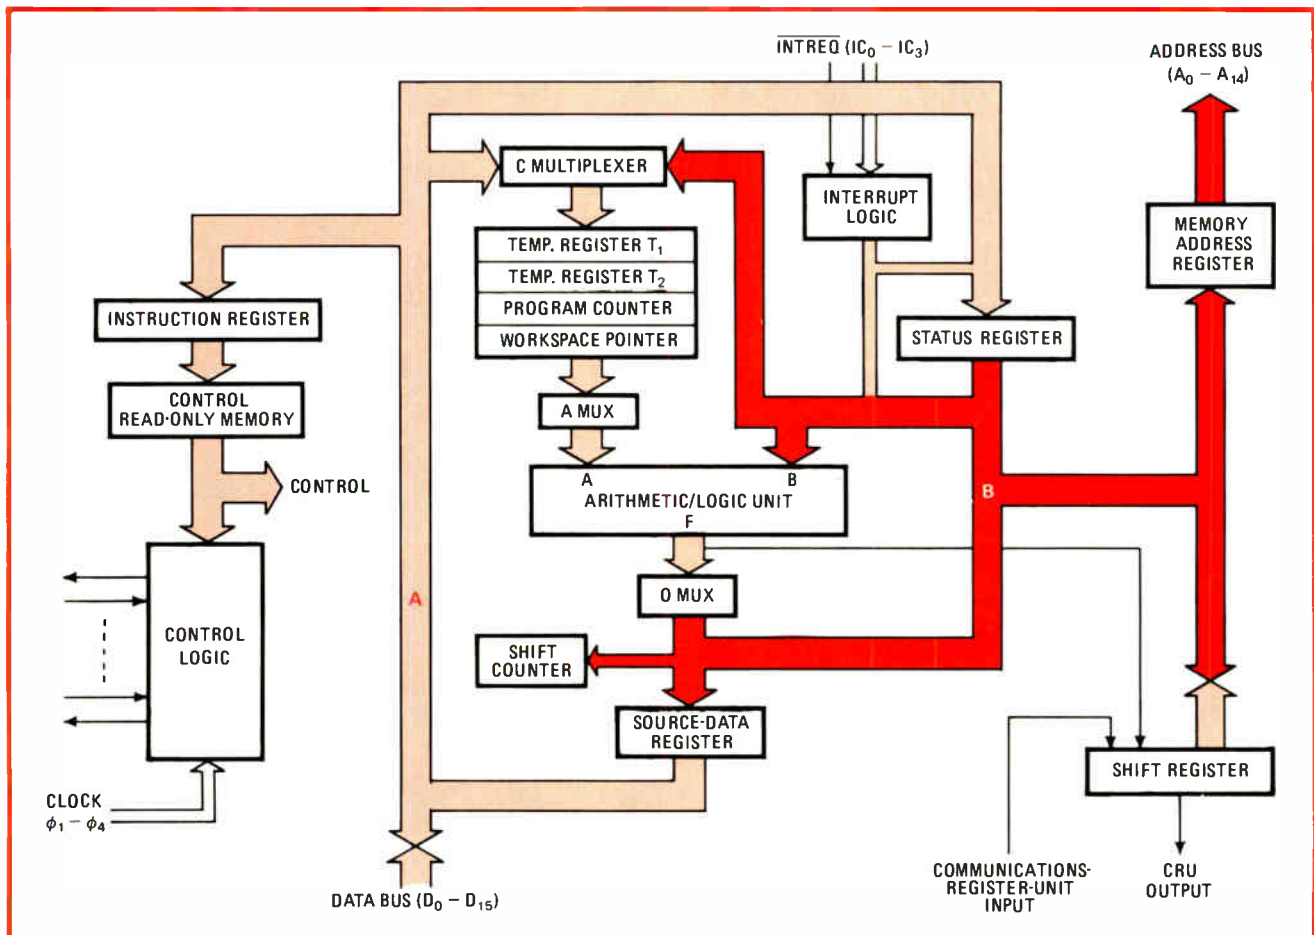 INTREQ (IC₀ – IC₃)
ADDRESS BUS
(A₀ – A₁₄)
C MULTIPLEXER
INTERRUPT
LOGIC
MEMORY
ADDRESS
REGISTER
TEMP. REGISTER T₁
TEMP. REGISTER T₂
PROGRAM COUNTER
WORKSPACE POINTER
INSTRUCTION REGISTER
STATUS REGISTER
CONTROL
READ-ONLY MEMORY
A MUX
CONTROL
A B
ARITHMETIC/LOGIC UNIT
F
B
A
O MUX
CONTROL
LOGIC
SHIFT
COUNTER
SOURCE-DATA
REGISTER
SHIFT REGISTER
CLOCK
ϕ₁ – ϕ₄
DATA BUS (D₀ – D₁₅)
COMMUNICATIONS-
REGISTER-UNIT
INPUT
CRU
OUTPUT